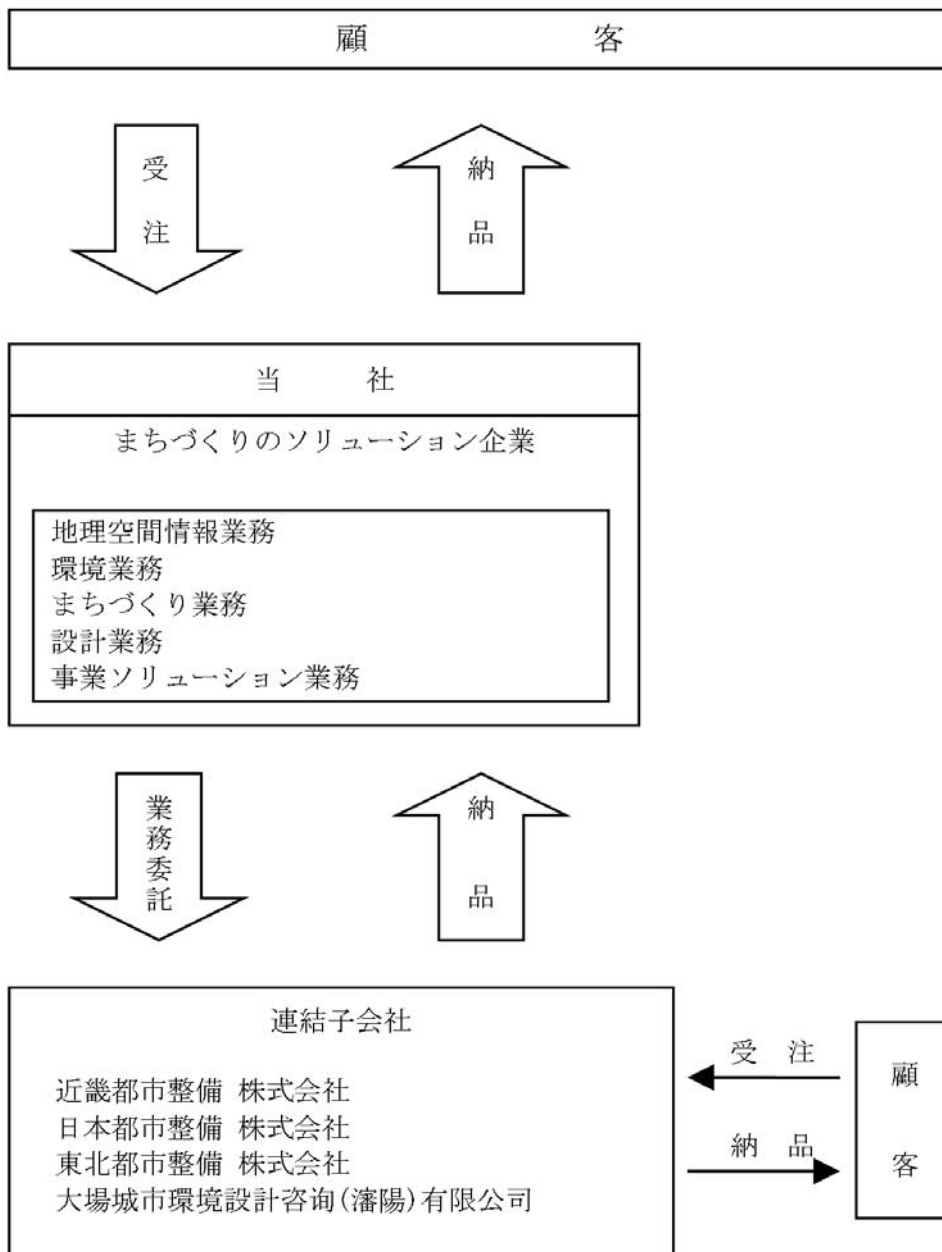 顧　客
受注
納品
当　社
まちづくりのソリューション企業
地理空間情報業務
環境業務
まちづくり業務
設計業務
事業ソリューション業務
業務委託
納品
連結子会社
近畿都市整備 株式会社
日本都市整備 株式会社
東北都市整備 株式会社
大場城市環境設計咨询(瀋陽)有限公司
受　注
納　品
顧客